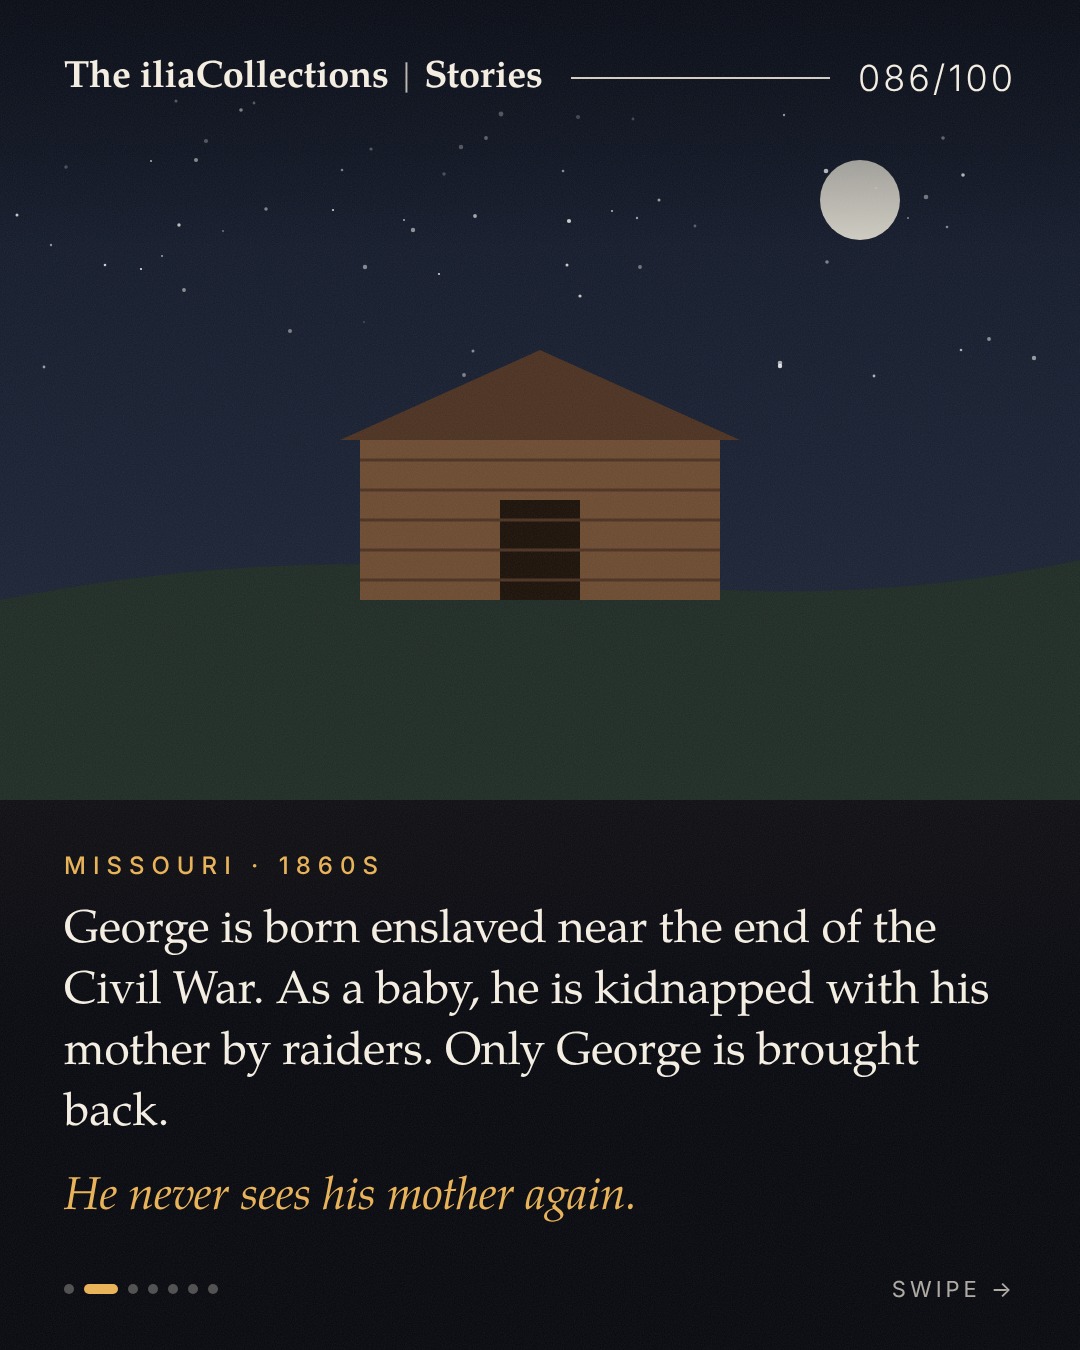 The iliaCollections | Stories 086/100
MISSOURI · 1860S
George is born enslaved near the end of the
Civil War. As a baby, he is kidnapped with his
mother by raiders. Only George is brought
back.
He never sees his mother again.
SWIPE →